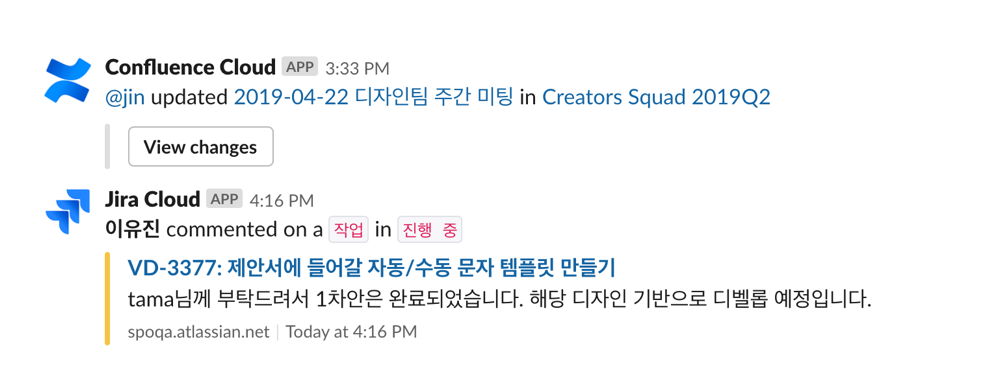 Confluence Cloud APP 3:33 PM
@jin updated 2019-04-22 디자인팀 주간 미팅 in Creators Squad 2019Q2
View changes
Jira Cloud APP 4:16 PM
이유진 commented on a 작업 in 진행 중
VD-3377: 제안서에 들어갈 자동/수동 문자 템플릿 만들기
tama님께 부탁드려서 1차안은 완료되었습니다. 해당 디자인 기반으로 디벨롭 예정입니다.
spoqa.atlassian.net | Today at 4:16 PM